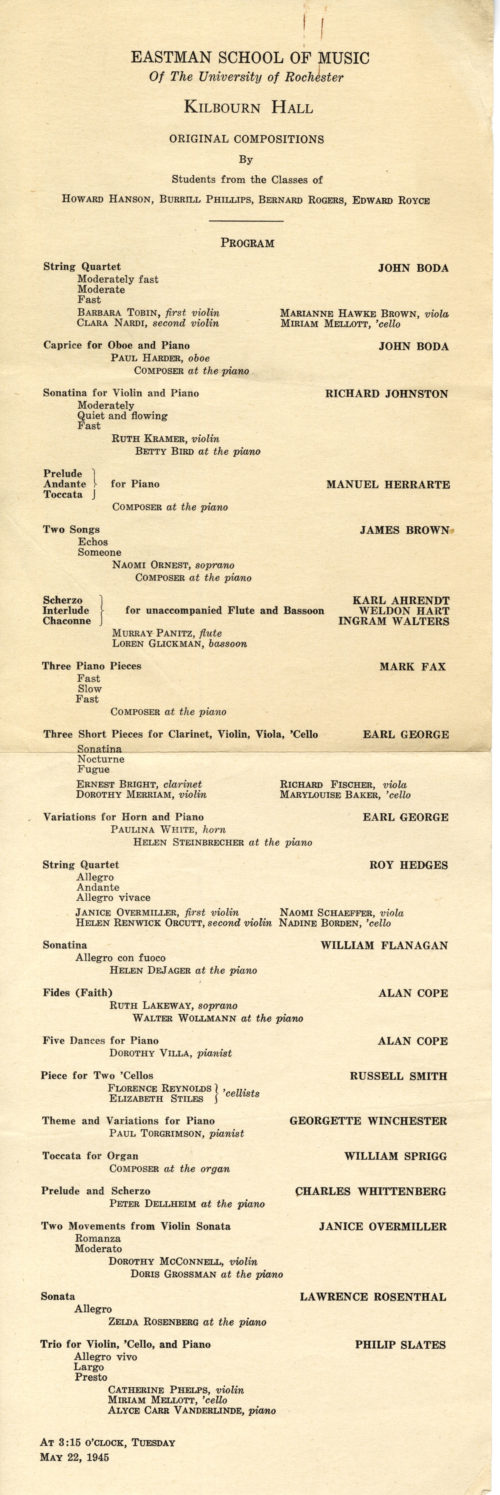 EASTMAN SCHOOL OF MUSIC
Of The University of Rochester
KILBOURN HALL
ORIGINAL COMPOSITIONS
By
Students from the Classes of
HOWARD HANSON, BURRILL PHILLIPS, BERNARD ROGERS, EDWARD ROYCE
PROGRAM
String Quartet JOHN BODA
Moderately fast
Moderate
Fast
BARBARA TOBIN, first violin MARIANNE HAWKE BROWN, viola
CLARA NARDI, second violin MIRIAM MELLOTT, 'cello
Caprice for Oboe and Piano JOHN BODA
PAUL HARDER, oboe
COMPOSER at the piano
Sonatina for Violin and Piano RICHARD JOHNSTON
Moderately
Quiet and flowing
Fast
RUTH KRAMER, violin
BETTY BIRD at the piano
Prelude
Andante } for Piano MANUEL HERRARTE
Toccata
COMPOSER at the piano
Two Songs JAMES BROWN
Echos
Someone
NAOMI ORNEST, soprano
COMPOSER at the piano
Scherzo KARL AHRENDT
Interlude } for unaccompanied Flute and Bassoon WELDON HART
Chaconne INGRAM WALTERS
MURRAY PANITZ, flute
LOREN GLICKMAN, bassoon
Three Piano Pieces MARK FAX
Fast
Slow
Fast
COMPOSER at the piano
Three Short Pieces for Clarinet, Violin, Viola, 'Cello EARL GEORGE
Sonatina
Nocturne
Fugue
ERNEST BRIGHT, clarinet RICHARD FISCHER, viola
DOROTHY MERRIAM, violin MARYLOUISE BAKER, 'cello
Variations for Horn and Piano EARL GEORGE
PAULINA WHITE, horn
HELEN STEINBRECHER at the piano
String Quartet ROY HEDGES
Allegro
Andante
Allegro vivace
JANICE OVERMILLER, first violin NAOMI SCHAEFFER, viola
HELEN RENWICK ORCUTT, second violin NADINE BORDEN, 'cello
Sonatina WILLIAM FLANAGAN
Allegro con fuoco
HELEN DEJAGER at the piano
Fides (Faith) ALAN COPE
RUTH LAKEWAY, soprano
WALTER WOLLMANN at the piano
Five Dances for Piano ALAN COPE
DOROTHY VILLA, pianist
Piece for Two 'Cellos RUSSELL SMITH
FLORENCE REYNOLDS } 'cellists
ELIZABETH STILES
Theme and Variations for Piano GEORGETTE WINCHESTER
PAUL TORGRIMSON, pianist
Toccata for Organ WILLIAM SPRIGG
COMPOSER at the organ
Prelude and Scherzo CHARLES WHITTENBERG
PETER DELLHEIM at the piano
Two Movements from Violin Sonata JANICE OVERMILLER
Romanza
Moderato
DOROTHY MCCONNELL, violin
DORIS GROSSMAN at the piano
Sonata LAWRENCE ROSENTHAL
Allegro
ZELDA ROSENBERG at the piano
Trio for Violin, 'Cello, and Piano PHILIP SLATES
Allegro vivo
Largo
Presto
CATHERINE PHELPS, violin
MIRIAM MELLOTT, 'cello
ALYCE CARR VANDERLINDE, piano
AT 3:15 O'CLOCK, TUESDAY
MAY 22, 1945